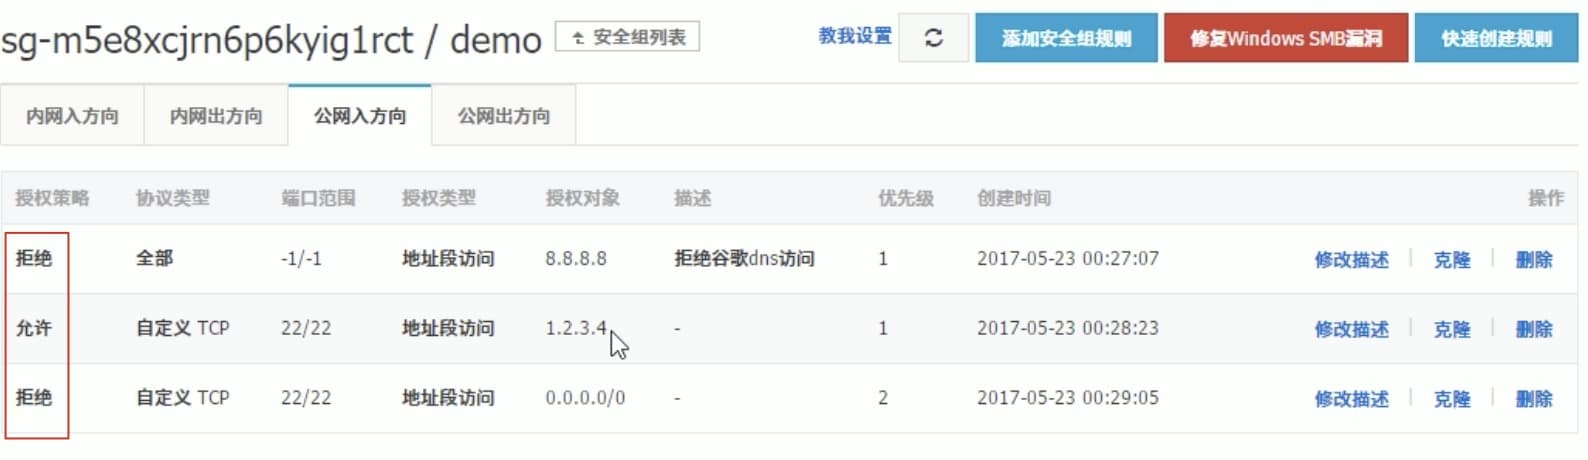 sg-m5e8xcjrn6p6kyig1rct / demo 安全组列表 教我设置 添加安全组规则 修复Windows SMB漏洞 快速创建规则
内网入方向 内网出方向 公网入方向 公网出方向
授权策略 协议类型 端口范围 授权类型 授权对象 描述 优先级 创建时间 操作
拒绝 全部 -1/-1 地址段访问 8.8.8.8 拒绝谷歌dns访问 1 2017-05-23 00:27:07 修改描述 | 克隆 | 删除
允许 自定义 TCP 22/22 地址段访问 1.2.3.4 - 1 2017-05-23 00:28:23 修改描述 | 克隆 | 删除
拒绝 自定义 TCP 22/22 地址段访问 0.0.0.0/0 - 2 2017-05-23 00:29:05 修改描述 | 克隆 | 删除